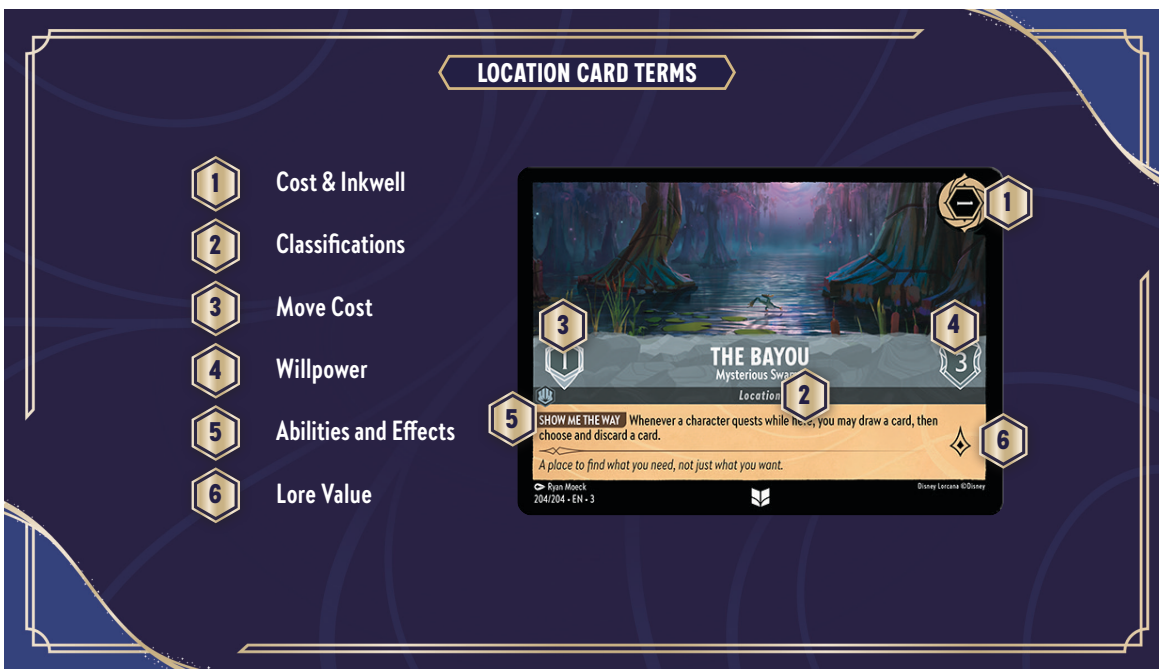 LOCATION CARD TERMS
1 Cost & Inkwell
2 Classifications
3 Move Cost
4 Willpower
5 Abilities and Effects
6 Lore Value
1
1
3
4
THE BAYOU
1
3
Mysterious
Location
2
5
SHOW ME THE WAY Whenever a character quests while here, you may draw a card, then
choose and discard a card.
6
A place to find what you need, not just what you want.
Ryan Moeck
Disney Lorcana ©Disney
204/204 • EN • 3